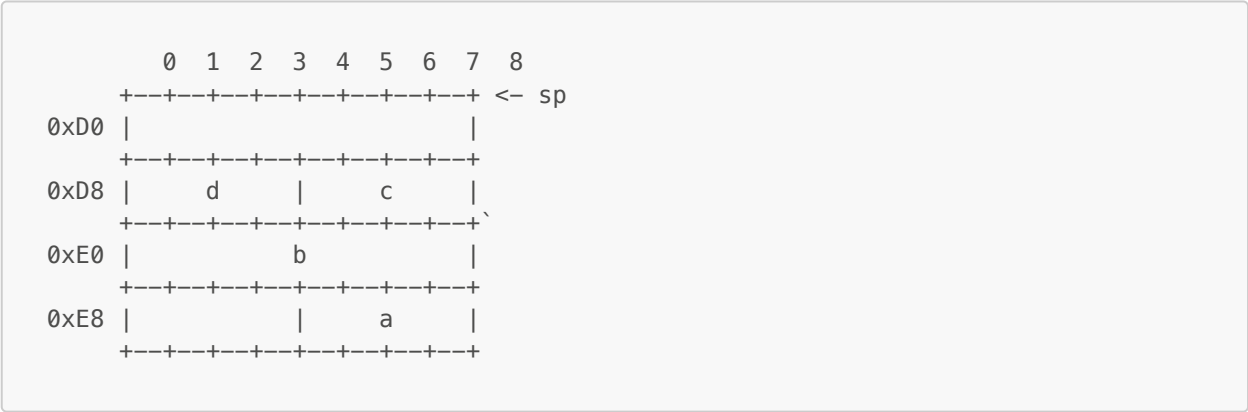 0  1  2  3  4  5  6  7  8
       +--+--+--+--+--+--+--+--+ <- sp
  0xD0 |                       |
       +--+--+--+--+--+--+--+--+
  0xD8 |     d     |     c     |
       +--+--+--+--+--+--+--+--+`
  0xE0 |           b           |
       +--+--+--+--+--+--+--+--+
  0xE8 |           |     a     |
       +--+--+--+--+--+--+--+--+